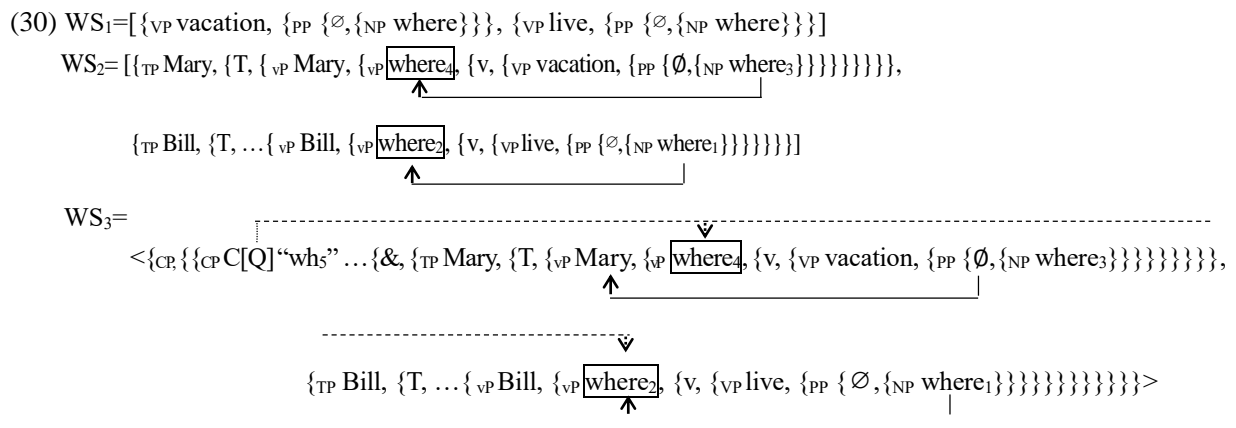 (30) WS₁=[{VP vacation, {PP {∅,{NP where}}}, {VP live, {PP {∅,{NP where}}}]
WS₂= [{TP Mary, {T, { vP Mary, {vP where₄, {v, {VP vacation, {PP {Ø,{NP where₃}}}}}}}}},
{TP Bill, {T, …{ vP Bill, {vP where₂, {v, {VP live, {PP {∅,{NP where₁}}}}}}}]
WS₃=
<{CP, {{CP C[Q]“wh₅” …{&, {TP Mary, {T, {vP Mary, {vP where₄, {v, {VP vacation, {PP {Ø,{NP where₃}}}}}}}}},
{TP Bill, {T, …{ vP Bill, {vP where₂, {v, {VP live, {PP { ∅,{NP where₁}}}}}}}}}}}}>